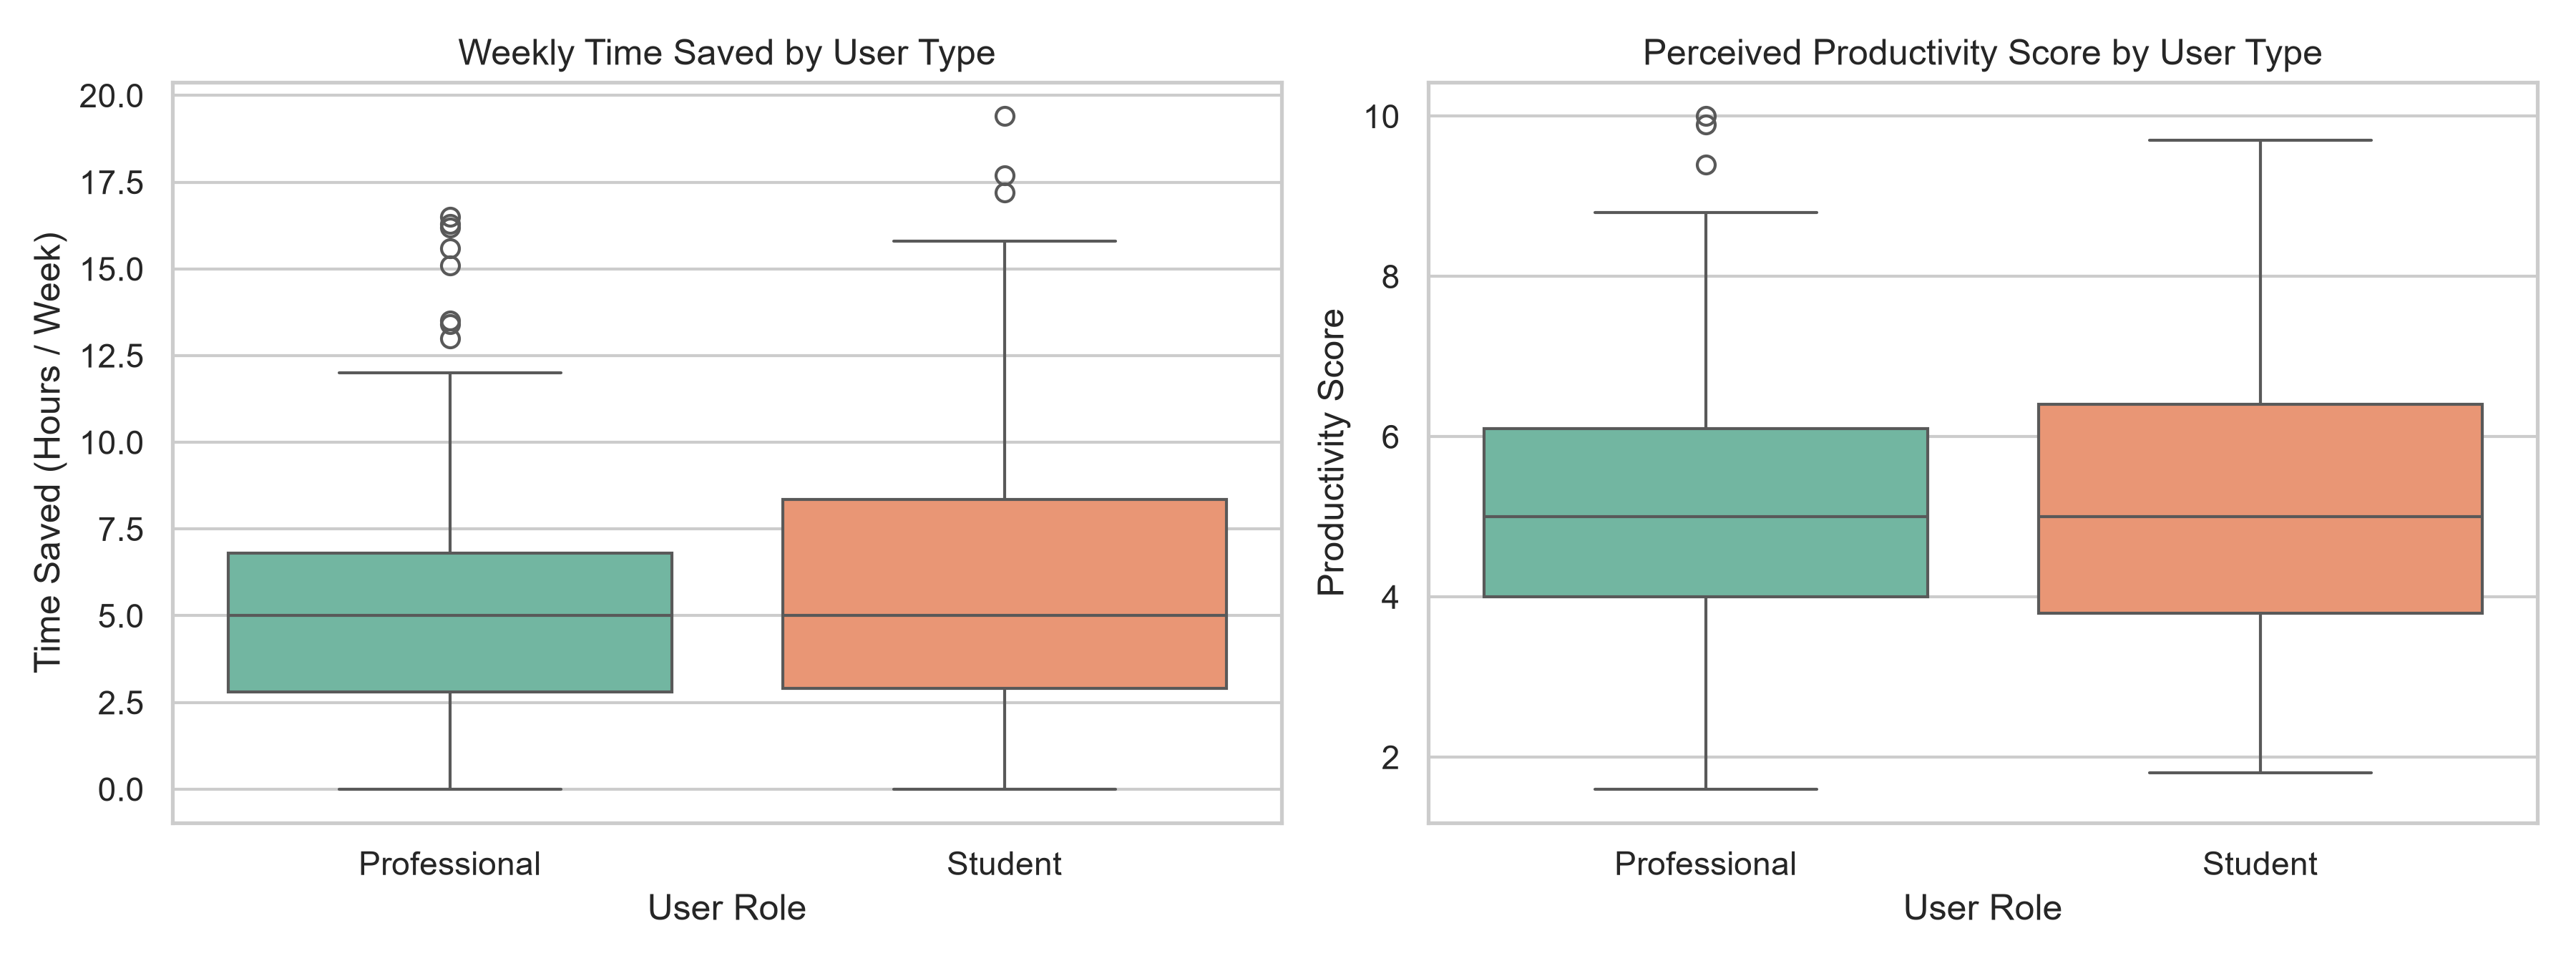 Weekly Time Saved by User Type
Time Saved (Hours / Week)
20.0
17.5
15.0
12.5
10.0
7.5
5.0
2.5
0.0
Professional
Student
User Role
Perceived Productivity Score by User Type
Productivity Score
10
8
6
4
2
Professional
Student
User Role